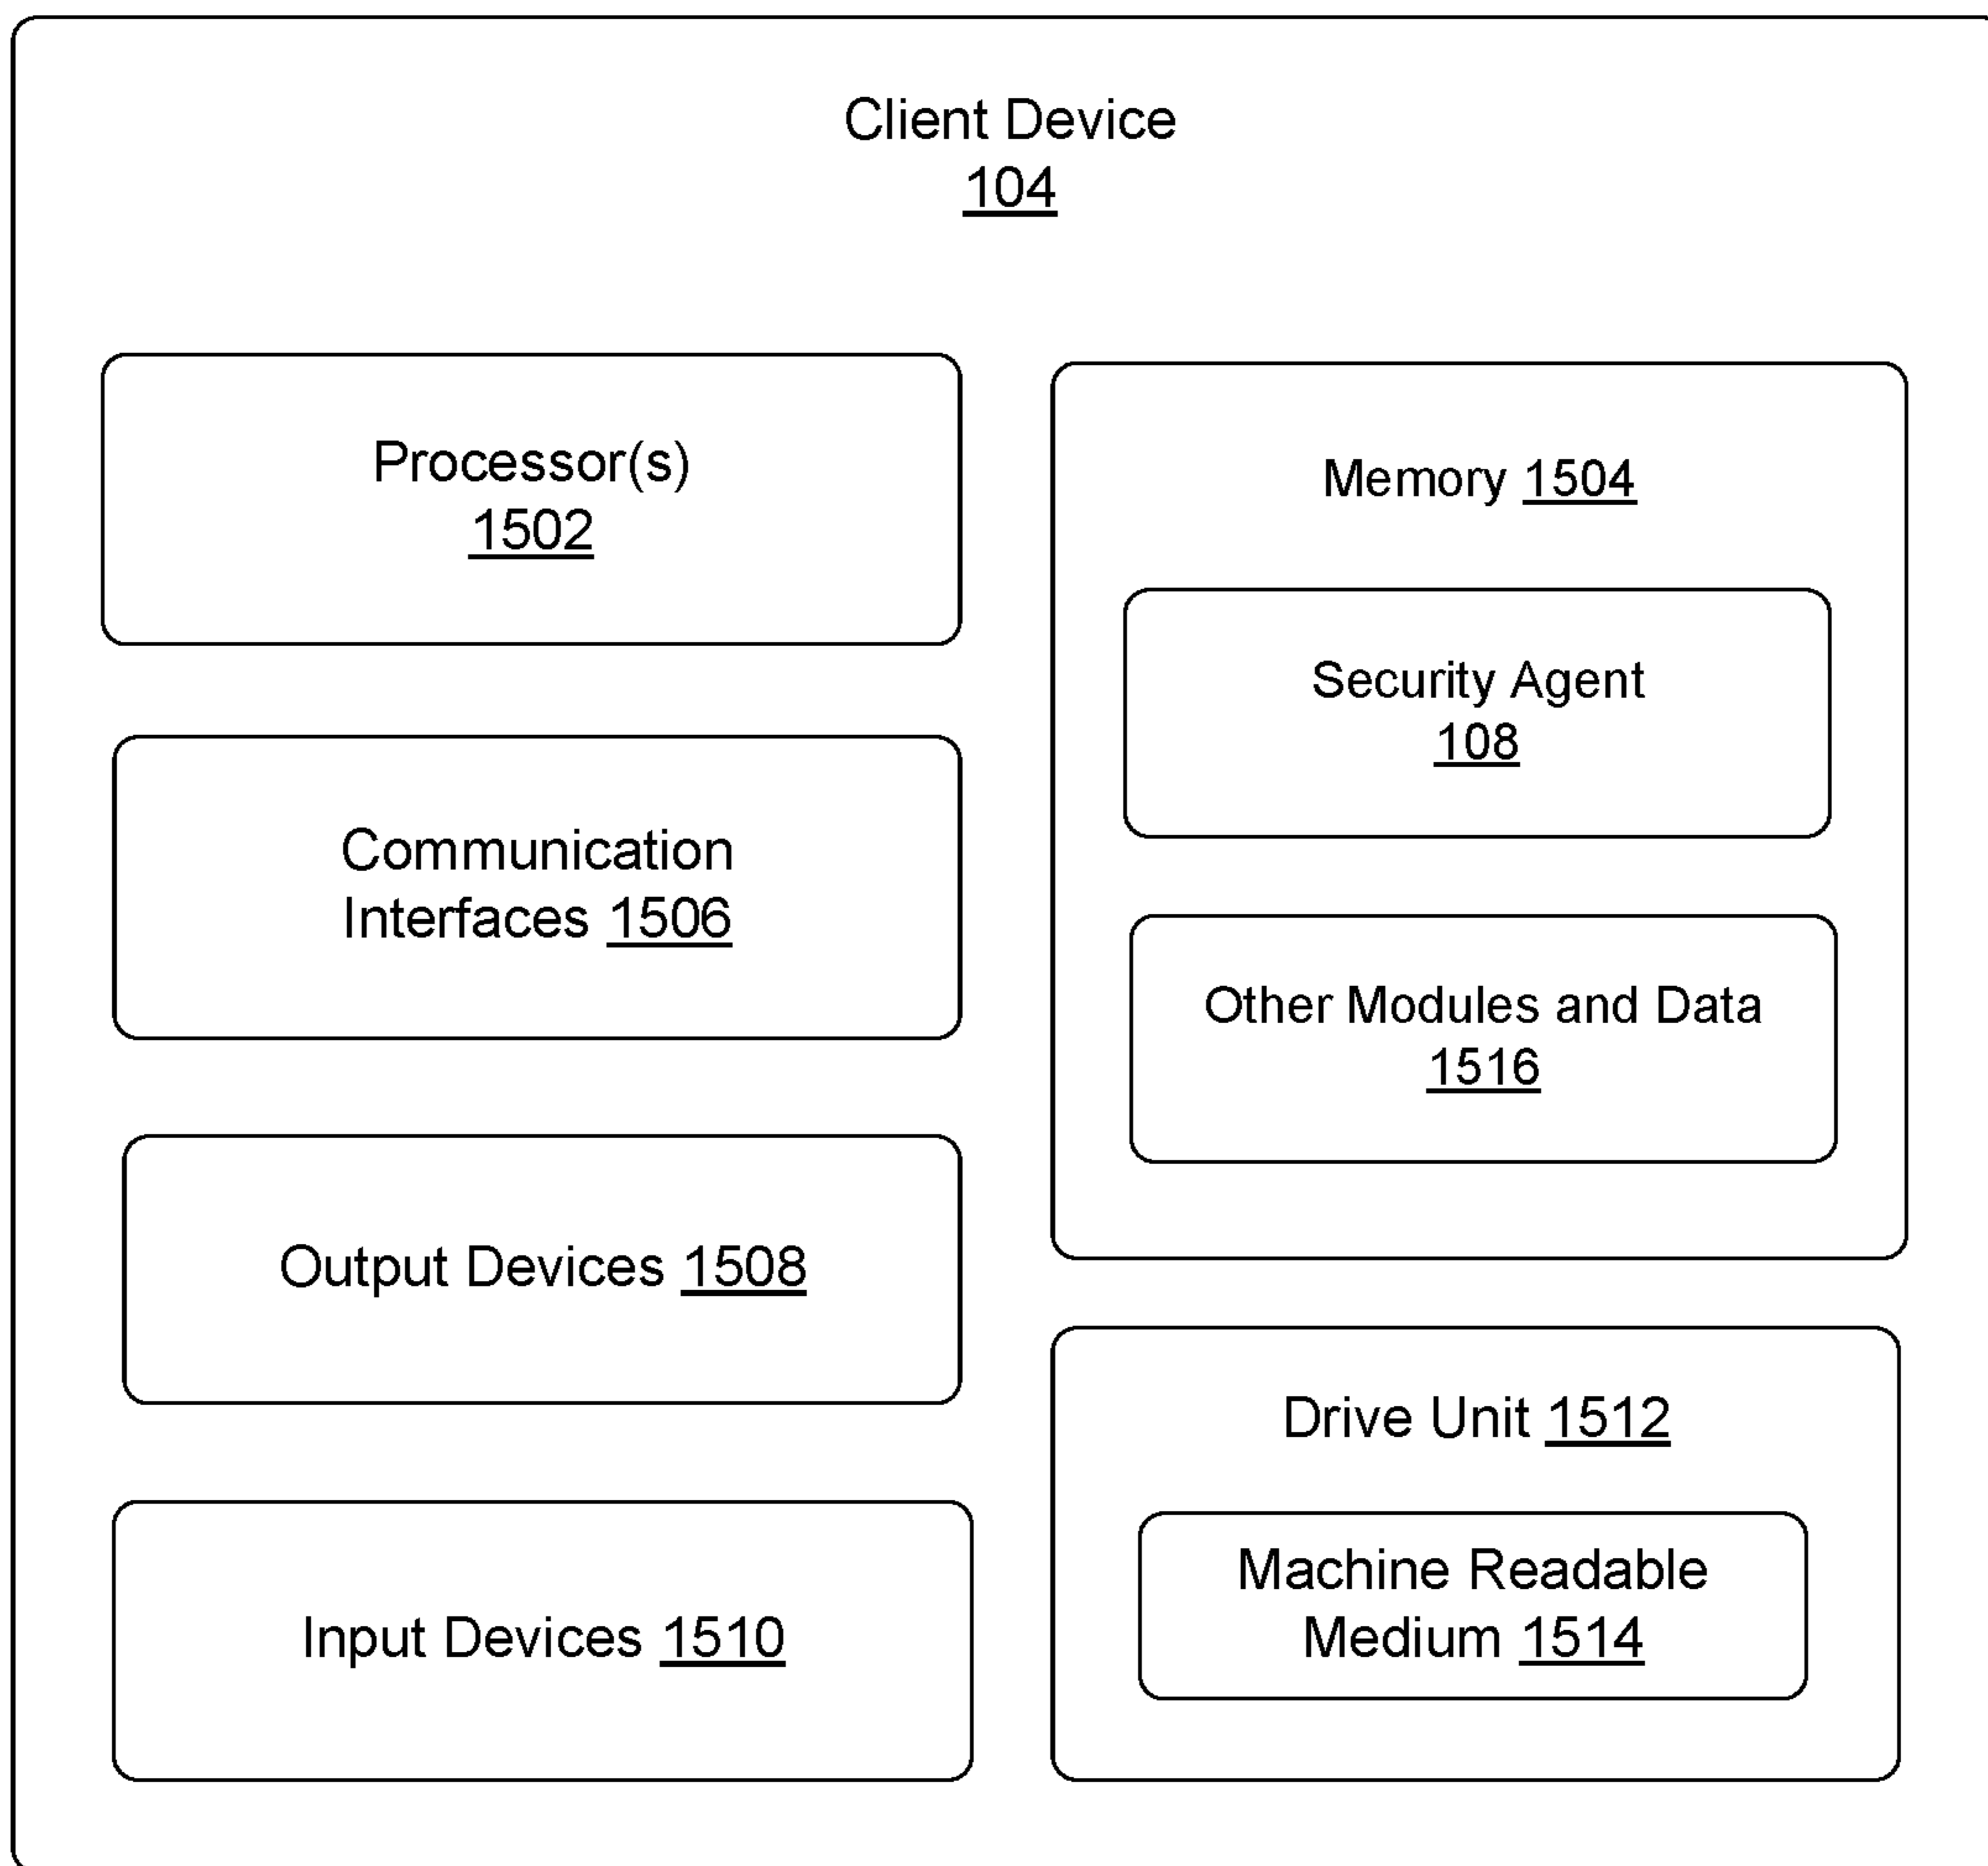 Client Device
104
Processor(s)
1502
Communication
Interfaces 1506
Output Devices 1508
Input Devices 1510
Memory 1504
Security Agent
108
Other Modules and Data
1516
Drive Unit 1512
Machine Readable
Medium 1514